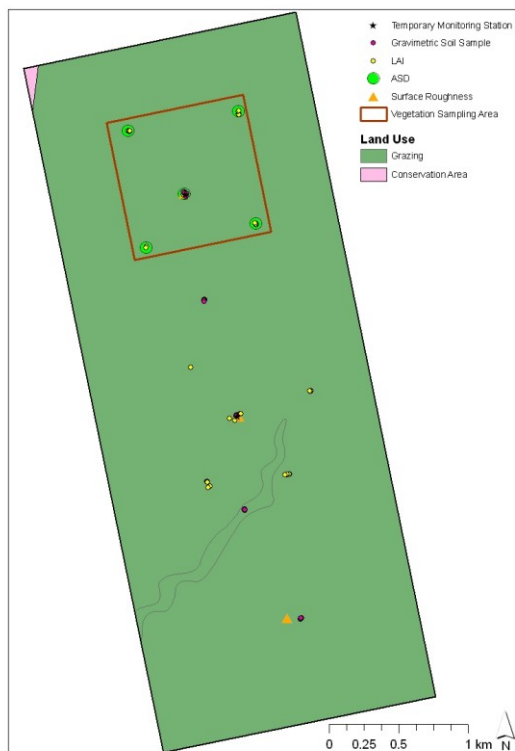 Temporary Monitoring Station
Gravimetric Soil Sample
LAI
ASD
Surface Roughness
Vegetation Sampling Area
Land Use
Grazing
Conservation Area
0 0.25 0.5 1 km
N